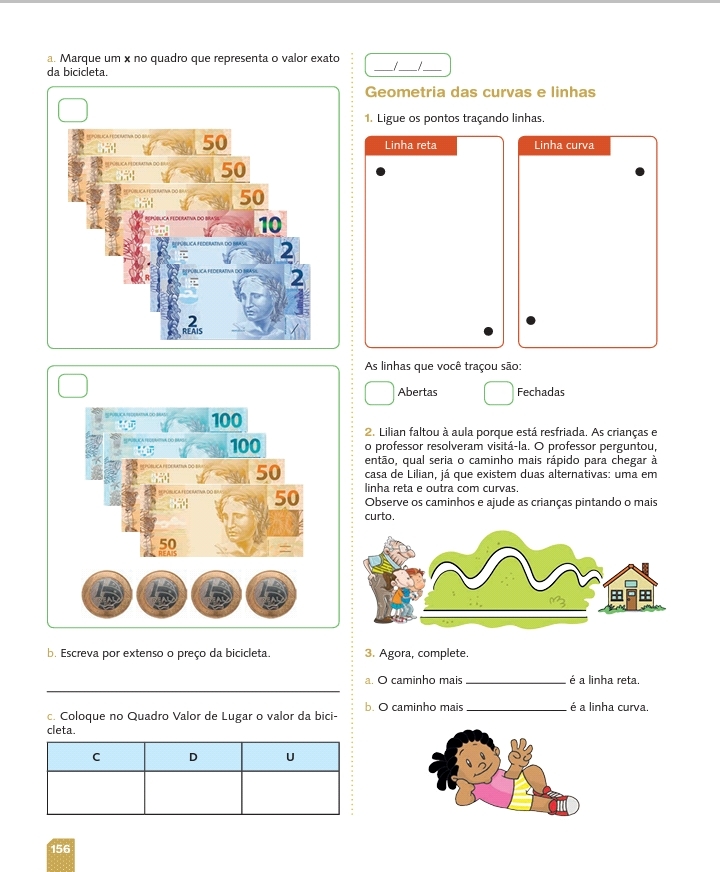 a. Marque um x no quadro que representa o valor exato
da bicicleta.
REPÚBLICA FEDERATIVA DO BRASIL
50
REPÚBLICA FEDERATIVA DO BRASIL
50
REPÚBLICA FEDERATIVA DO BRASIL
50
REPÚBLICA FEDERATIVA DO BRASIL
10
REPÚBLICA FEDERATIVA DO BRASIL
2
REPÚBLICA FEDERATIVA DO BRASIL
2
2
REAIS
REPÚBLICA FEDERATIVA DO BRASIL
100
REPÚBLICA FEDERATIVA DO BRASIL
100
REPÚBLICA FEDERATIVA DO BRASIL
50
REPÚBLICA FEDERATIVA DO BRASIL
50
50
REAIS
b. Escreva por extenso o preço da bicicleta.
c. Coloque no Quadro Valor de Lugar o valor da bici-
cleta.
C D U
156
___/___/___
Geometria das curvas e linhas
1. Ligue os pontos traçando linhas.
Linha reta
Linha curva
As linhas que você traçou são:
Abertas Fechadas
2. Lilian faltou à aula porque está resfriada. As crianças e
o professor resolveram visitá-la. O professor perguntou,
então, qual seria o caminho mais rápido para chegar à
casa de Lilian, já que existem duas alternativas: uma em
linha reta e outra com curvas.
Observe os caminhos e ajude as crianças pintando o mais
curto.
3. Agora, complete.
a. O caminho mais ________________ é a linha reta.
b. O caminho mais ________________ é a linha curva.